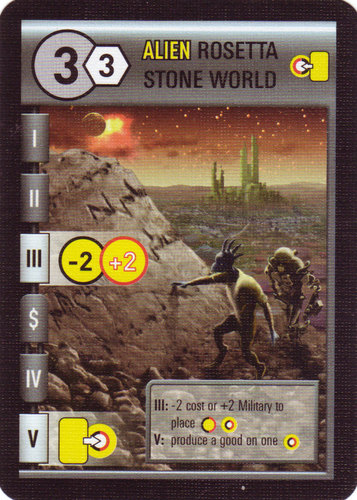 3 3 ALIEN ROSETTA
STONE WORLD
I
II
III -2 +2
$
IV
V
III: -2 cost or +2 Military to
place
V: produce a good on one